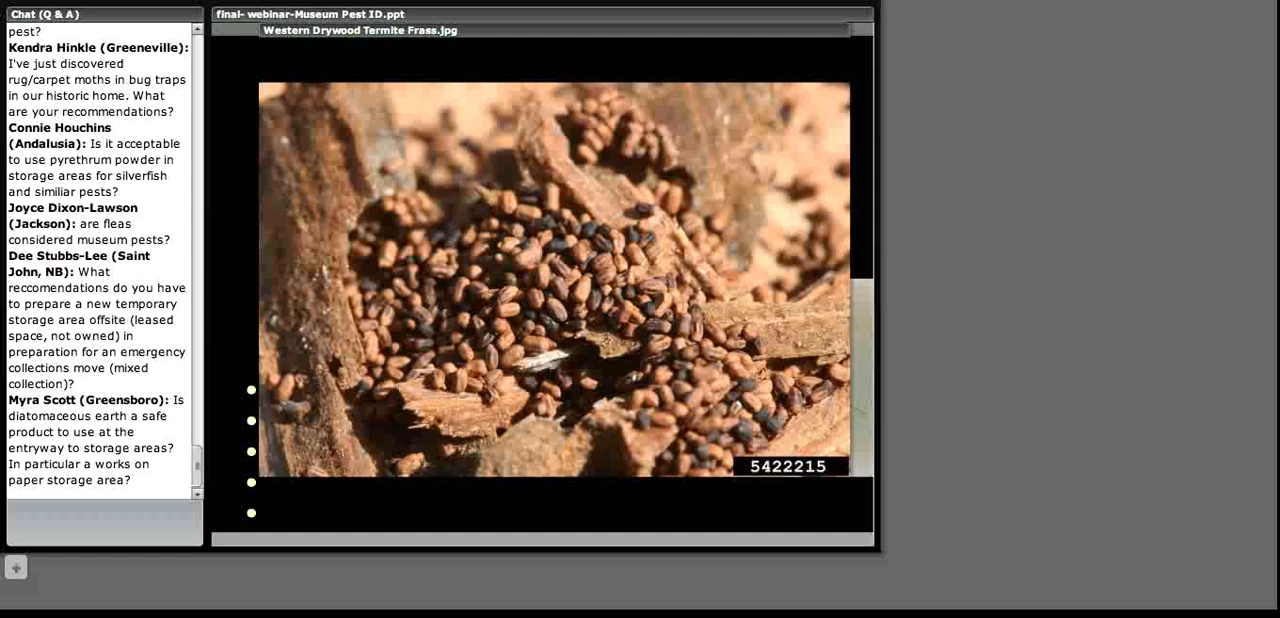 Chat (Q & A)
pest?
Kendra Hinkle (Greeneville):
I've just discovered
rug/carpet moths in bug traps
in our historic home. What
are your recommendations?
Connie Houchins
(Andalusia): Is it acceptable
to use pyrethrum powder in
storage areas for silverfish
and similiar pests?
Joyce Dixon-Lawson
(Jackson): are fleas
considered museum pests?
Dee Stubbs-Lee (Saint
John, NB): What
reccomendations do you have
to prepare a new temporary
storage area offsite (leased
space, not owned) in
preparation for an emergency
collections move (mixed
collection)?
Myra Scott (Greensboro): Is
diatomaceous earth a safe
product to use at the
entryway to storage areas?
In particular a works on
paper storage area?
final- webinar-Museum Pest ID.ppt
Western Drywood Termite Frass.jpg
5422215